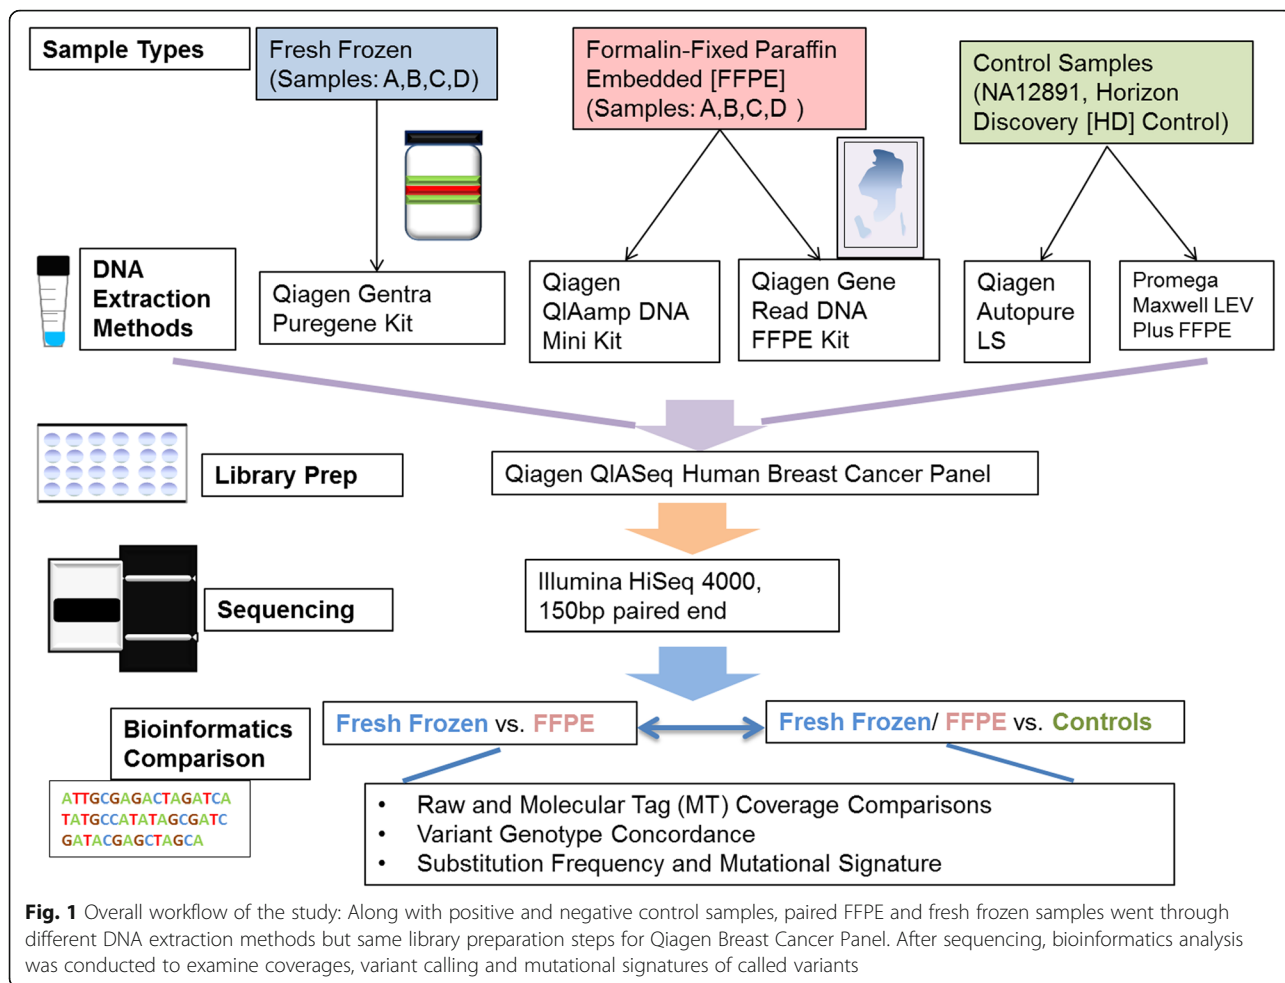 Sample Types
Fresh Frozen
(Samples: A,B,C,D)
Formalin-Fixed Paraffin
Embedded [FFPE]
(Samples: A,B,C,D )
Control Samples
(NA12891, Horizon
Discovery [HD] Control)
DNA
Extraction
Methods
Qiagen Gentra
Puregene Kit
Qiagen
QIAamp DNA
Mini Kit
Qiagen Gene
Read DNA
FFPE Kit
Qiagen
Autopure
LS
Promega
Maxwell LEV
Plus FFPE
Library Prep
Qiagen QIASeq Human Breast Cancer Panel
Sequencing
Illumina HiSeq 4000,
150bp paired end
Bioinformatics
Comparison
Fresh Frozen vs. FFPE
Fresh Frozen/ FFPE vs. Controls
ATTGCGAGACTAGATCA
TATGCCATATAGCGATC
GATACGAGCTAGCA
• Raw and Molecular Tag (MT) Coverage Comparisons
• Variant Genotype Concordance
• Substitution Frequency and Mutational Signature
Fig. 1 Overall workflow of the study: Along with positive and negative control samples, paired FFPE and fresh frozen samples went through
different DNA extraction methods but same library preparation steps for Qiagen Breast Cancer Panel. After sequencing, bioinformatics analysis
was conducted to examine coverages, variant calling and mutational signatures of called variants